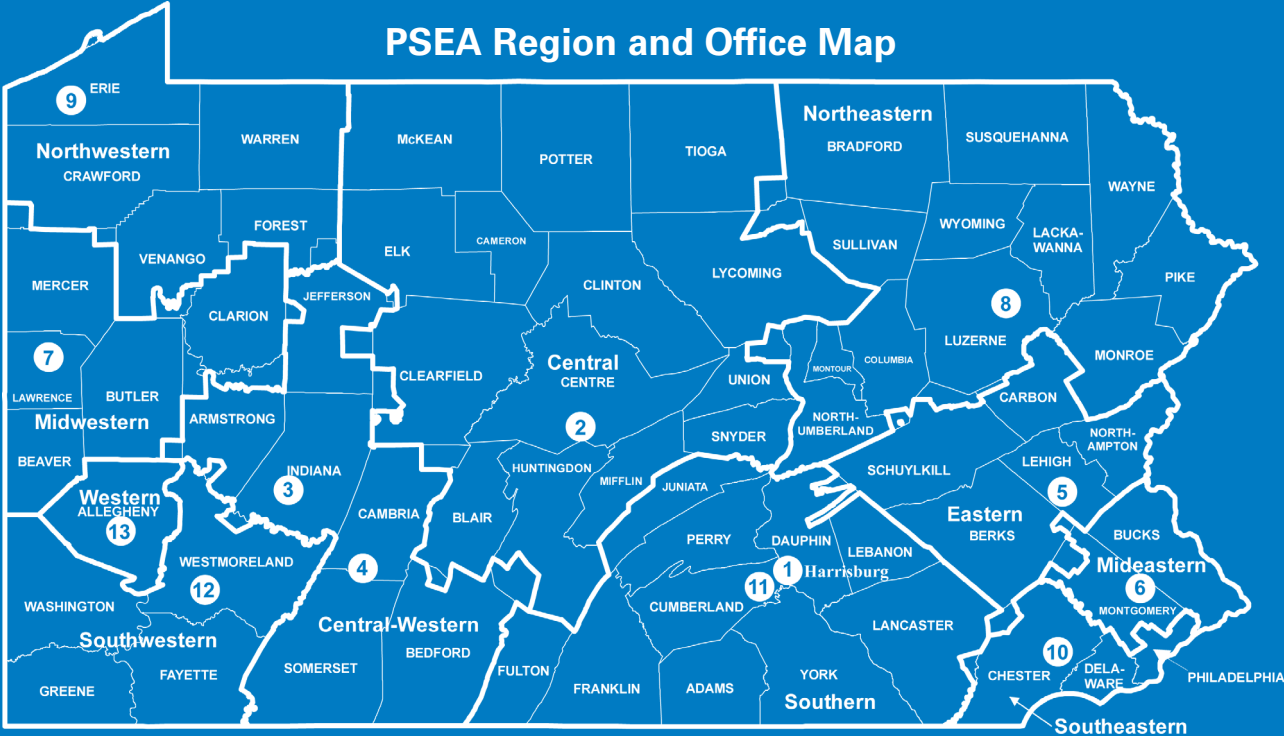 PSEA Region and Office Map
ERIE
9
Northwestern
CRAWFORD
WARREN
McKEAN
POTTER
TIOGA
Northeastern
BRADFORD
SUSQUEHANNA
WAYNE
FOREST
VENANGO
ELK
CAMERON
CLINTON
LYCOMING
SULLIVAN
WYOMING
LACKA-
WANNA
PIKE
MERCER
CLARION
JEFFERSON
8
LUZERNE
7
LAWRENCE
BUTLER
Midwestern
BEAVER
CLEARFIELD
Central
CENTRE
2
UNION
MONTOUR
COLUMBIA
MONROE
CARBON
ARMSTRONG
SNYDER
NORTH-
UMBERLAND
NORTH-
AMPTON
INDIANA
3
HUNTINGDON
MIFFLIN
JUNIATA
SCHUYLKILL
LEHIGH
5
Western
ALLEGHENY
13
CAMBRIA
BLAIR
PERRY
DAUPHIN
LEBANON
Eastern
BERKS
BUCKS
Mideastern
6
MONTGOMERY
WESTMORELAND
12
4
11
1
Harrisburg
CUMBERLAND
LANCASTER
WASHINGTON
Southwestern
Central-Western
BEDFORD
GREENE
FAYETTE
SOMERSET
FULTON
FRANKLIN
ADAMS
YORK
Southern
10
CHESTER
DELA-
WARE
PHILADELPHIA
Southeastern